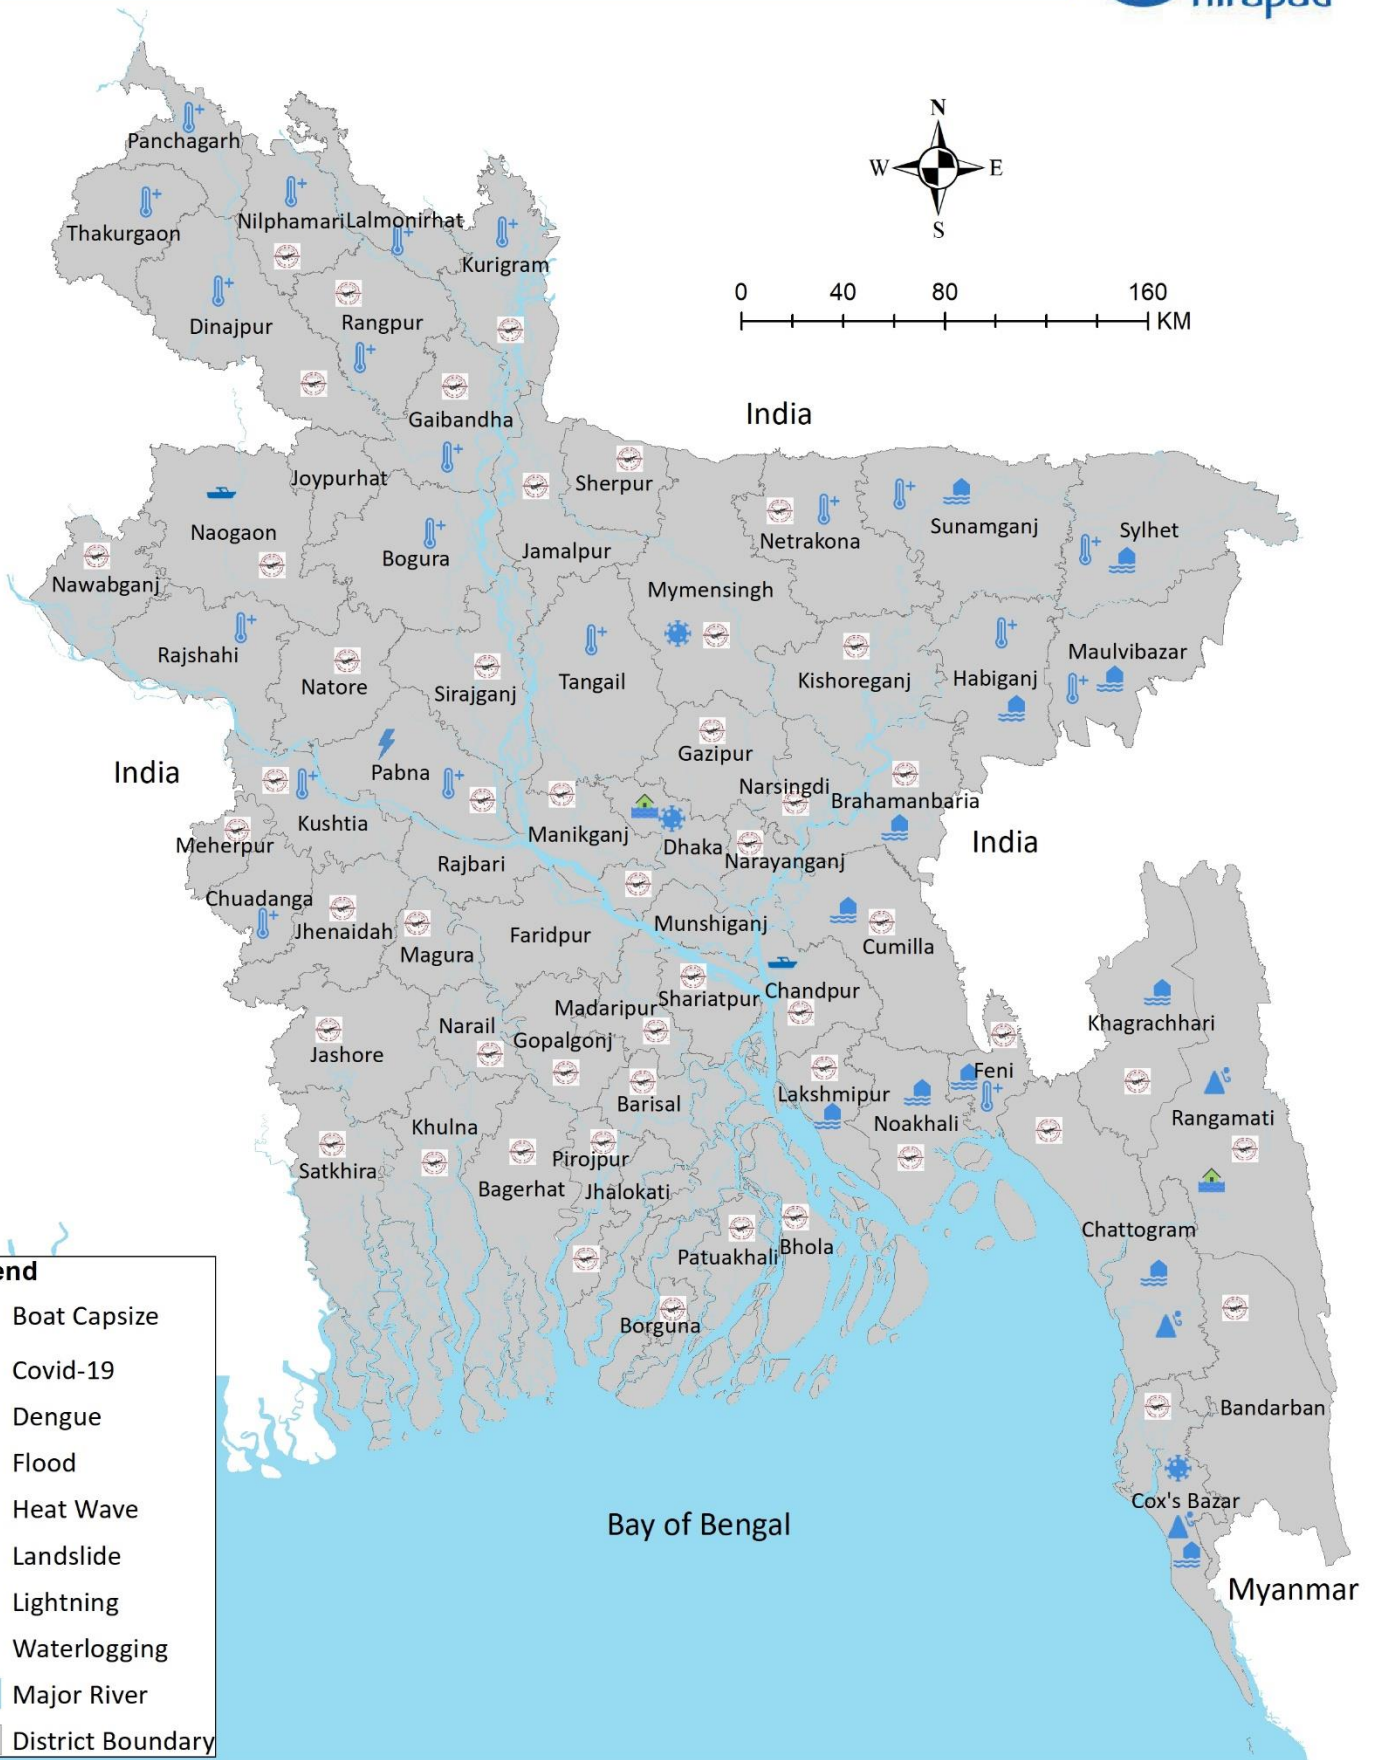 N
W E
S
0 40 80 160
KM
Panchagarh
Thakurgaon
Nilphamari
Lalmonirhat
Kurigram
Dinajpur
Rangpur
Gaibandha
India
Joypurhat
Sherpur
Naogaon
Netrakona
Sunamganj
Sylhet
Nawabganj
Bogura
Jamalpur
Mymensingh
Rajshahi
Natore
Sirajganj
Tangail
Kishoreganj
Habiganj
Maulvibazar
India
Pabna
Gazipur
Narsingdi
Brahamanbaria
Kushtia
Meherpur
Manikganj
Dhaka
Narayanganj
India
Rajbari
Chuadanga
Jhenaidah
Magura
Faridpur
Munshiganj
Cumilla
Shariatpur
Chandpur
Madaripur
Narail
Gopalgonj
Khagrachhari
Jashore
Feni
Lakshmipur
Barisal
Noakhali
Rangamati
Khulna
Satkhira
Pirojpur
Bagerhat
Jhalokati
Patuakhali
Bhola
Chattogram
Borguna
Bandarban
Cox's Bazar
Bay of Bengal
Myanmar
end
Boat Capsize
Covid-19
Dengue
Flood
Heat Wave
Landslide
Lightning
Waterlogging
Major River
District Boundary